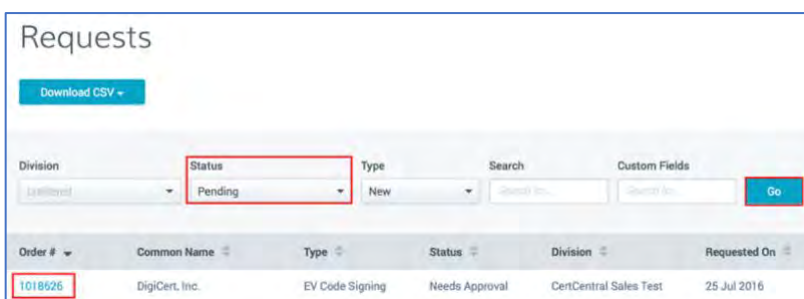 Requests
Download CSV
Division Status Type Search Custom Fields
Pending New Go
Order # Common Name Type Status Division Requested On
1018626 DigiCert, Inc. EV Code Signing Needs Approval CertCentral Sales Test 25 Jul 2016